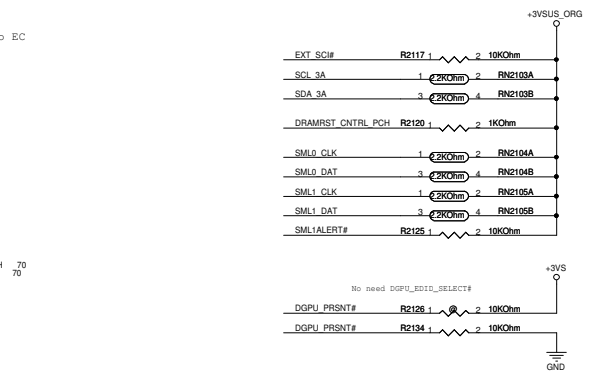 +3VSUS_ORG
o EC
EXT_SCI# R2117 1 2 10KOhm
SCL_3A 1 2.2KOhm 2 RN2103A
SDA_3A 3 2.2KOhm 4 RN2103B
DRAMRST_CNTRL_PCH R2120 1 2 1KOhm
SML0_CLK 1 2.2KOhm 2 RN2104A
SML0_DAT 3 2.2KOhm 4 RN2104B
SML1_CLK 1 2.2KOhm 2 RN2105A
SML1_DAT 3 2.2KOhm 4 RN2105B
SML1ALERT# R2125 1 2 10KOhm
H 70
70
+3VS
No need DGPU_EDID_SELECT#
DGPU_PRSNT# R2126 1 @ 2 10KOhm
DGPU_PRSNT# R2134 1 2 10KOhm
GND